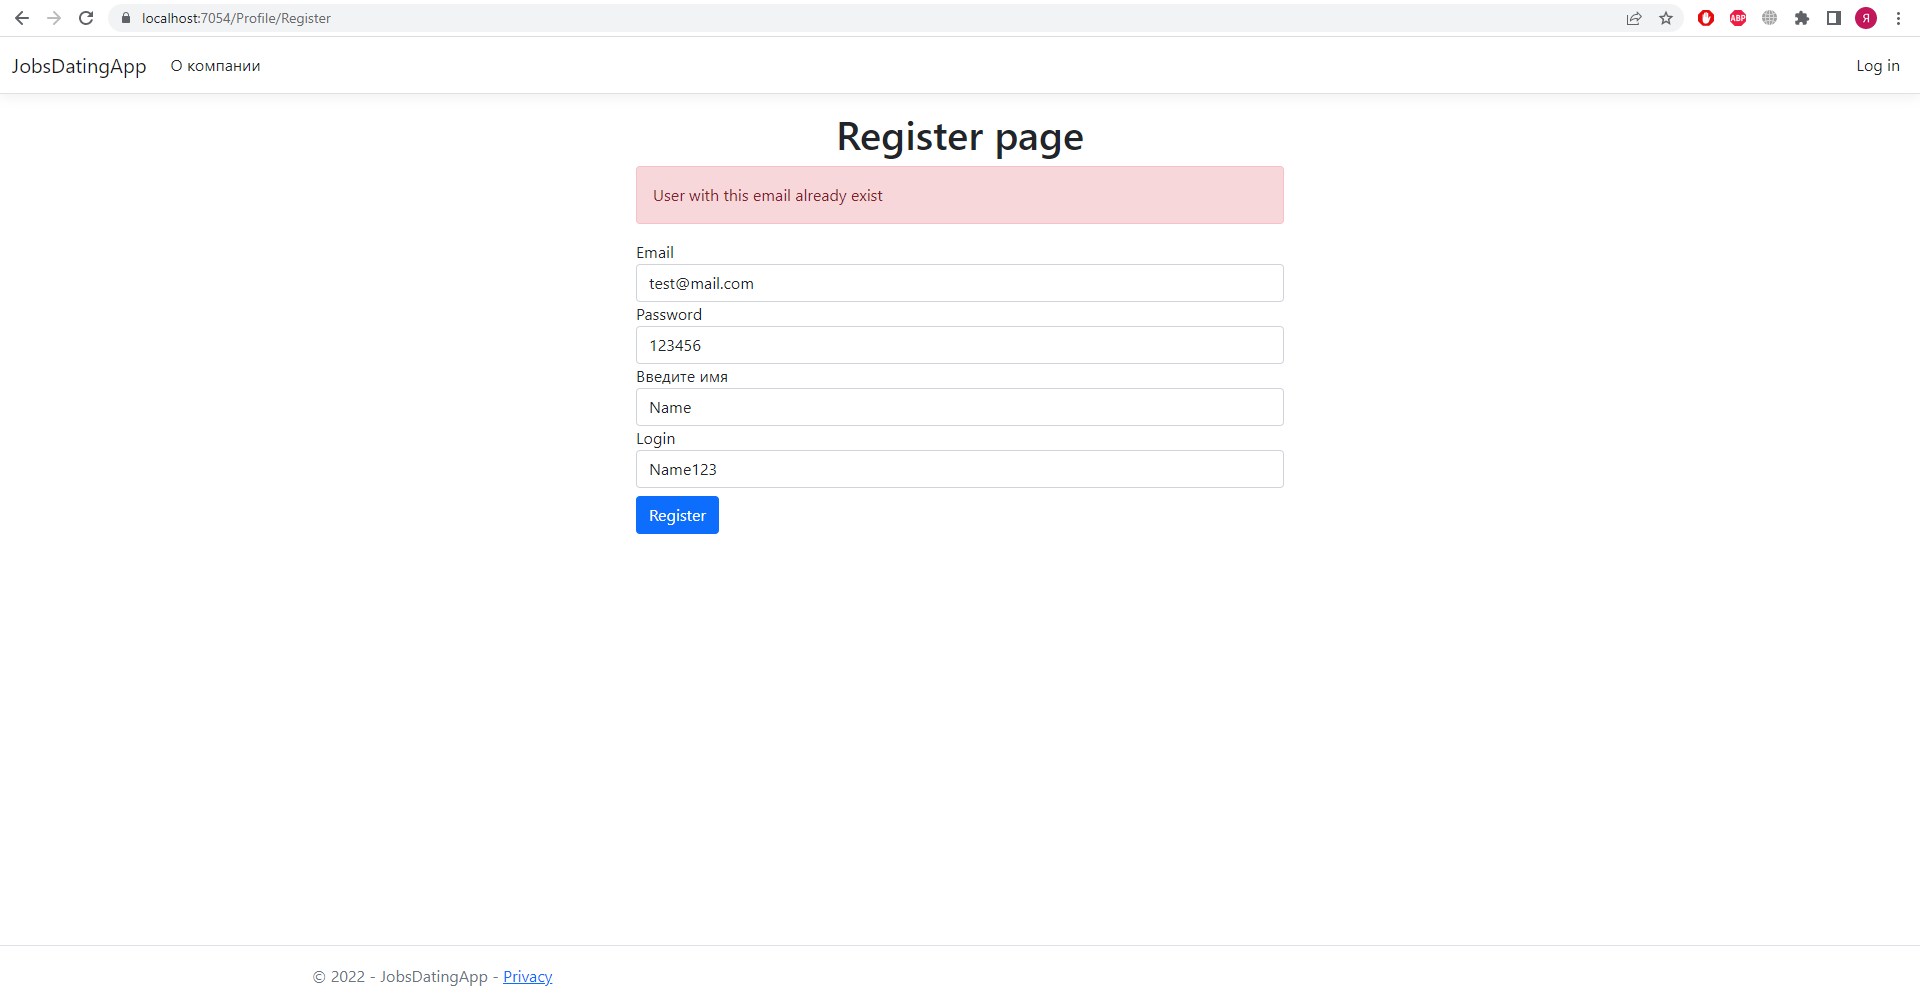 localhost:7054/Profile/Register
ABP
Я
JobsDatingApp О компании Log in
Register page
User with this email already exist
Email
test@mail.com
Password
123456
Введите имя
Name
Login
Name123
Register
© 2022 - JobsDatingApp - Privacy